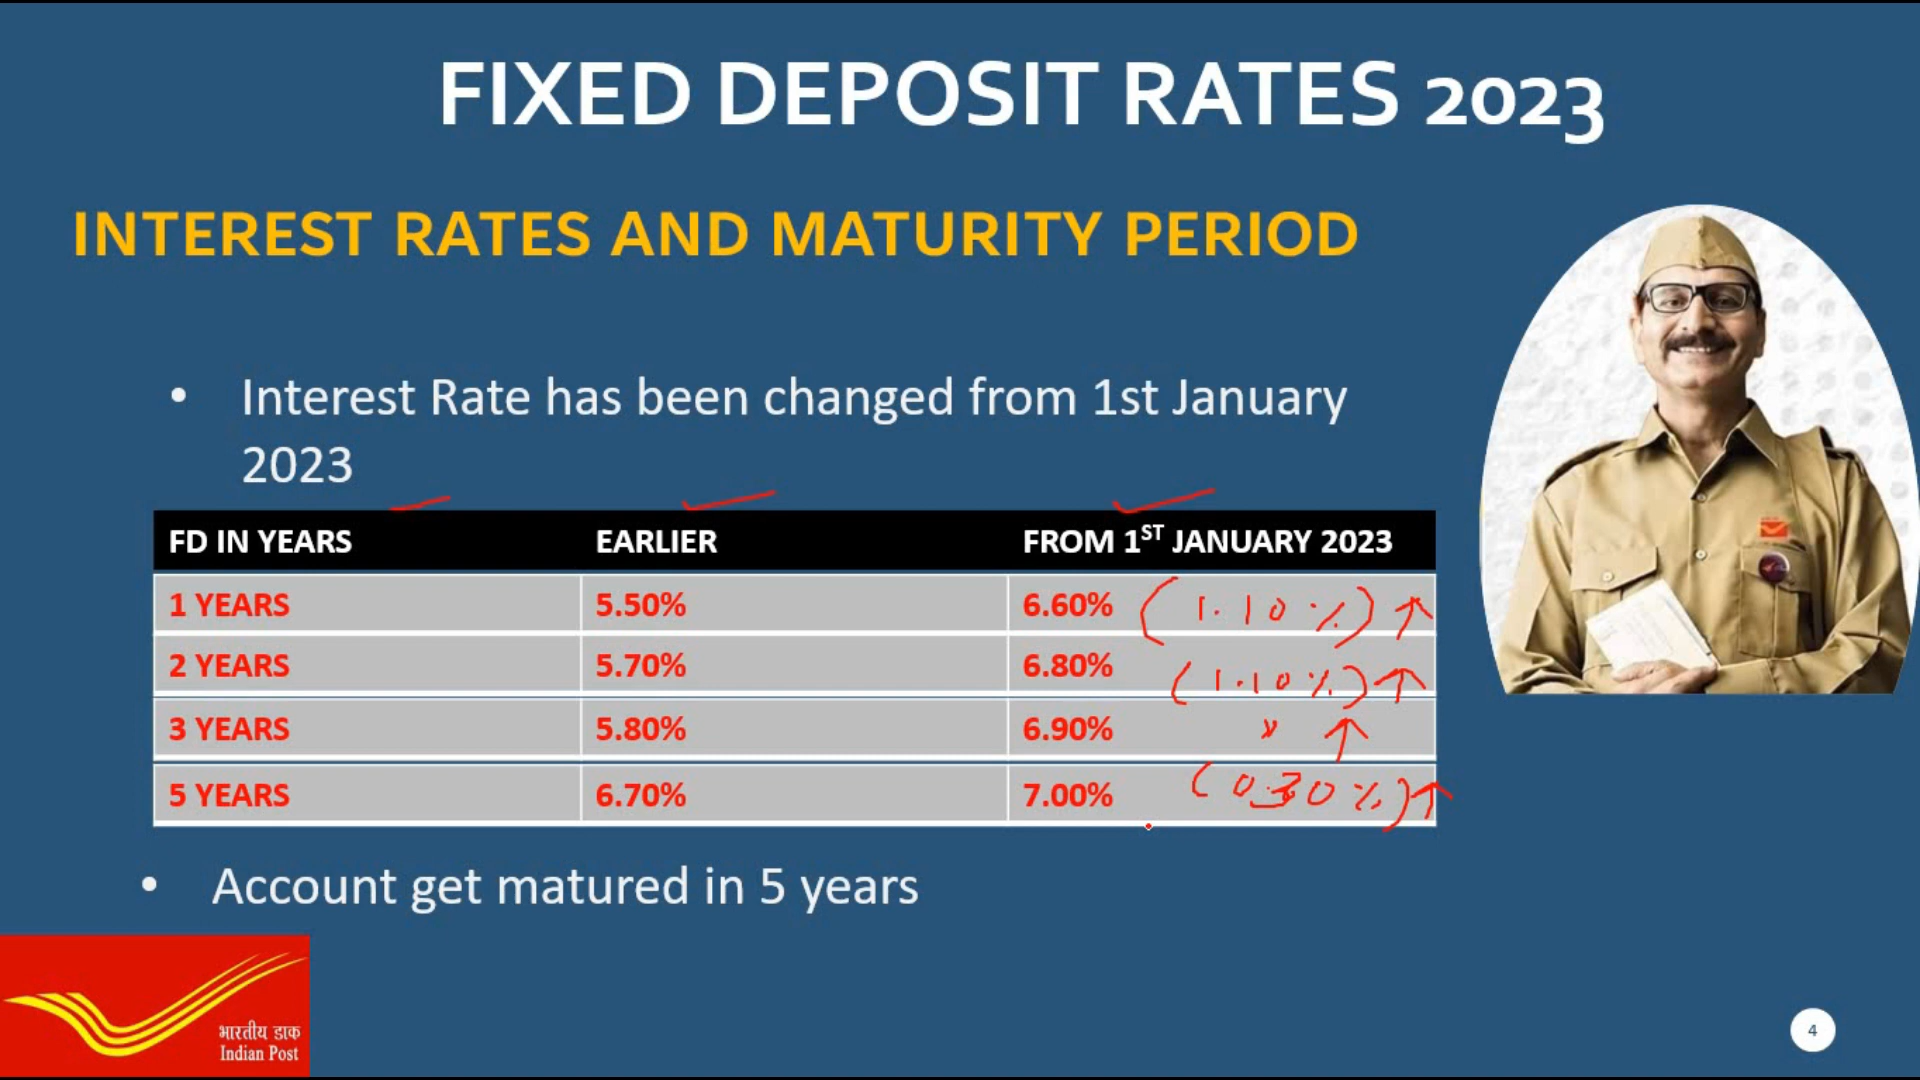 FIXED DEPOSIT RATES 2023
INTEREST RATES AND MATURITY PERIOD
• Interest Rate has been changed from 1st January
2023
FD IN YEARS EARLIER FROM 1ST JANUARY 2023
1 YEARS 5.50% 6.60% (1.10%)↑
2 YEARS 5.70% 6.80% (1.10%)↑
3 YEARS 5.80% 6.90% ↑
5 YEARS 6.70% 7.00% (0.30%)↑
• Account get matured in 5 years
भारतीय डाक
Indian Post
4